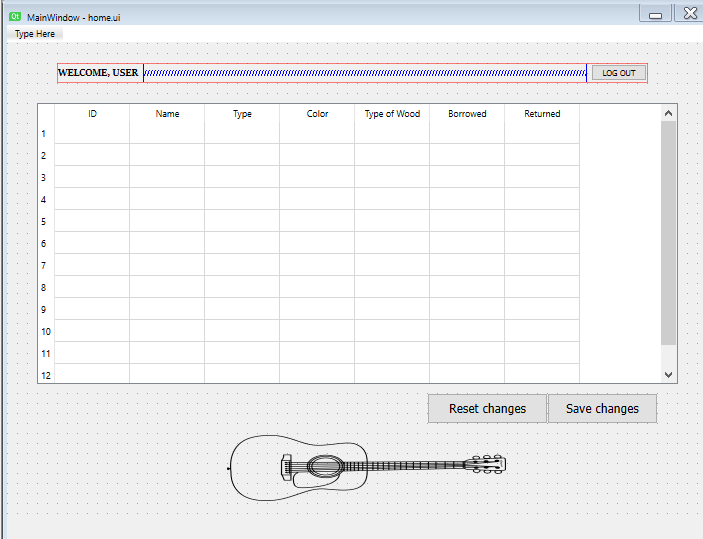 Qt MainWindow - home.ui
Type Here
WELCOME, USER LOG OUT
ID Name Type Color Type of Wood Borrowed Returned
1
2
3
4
5
6
7
8
9
10
11
12
Reset changes Save changes